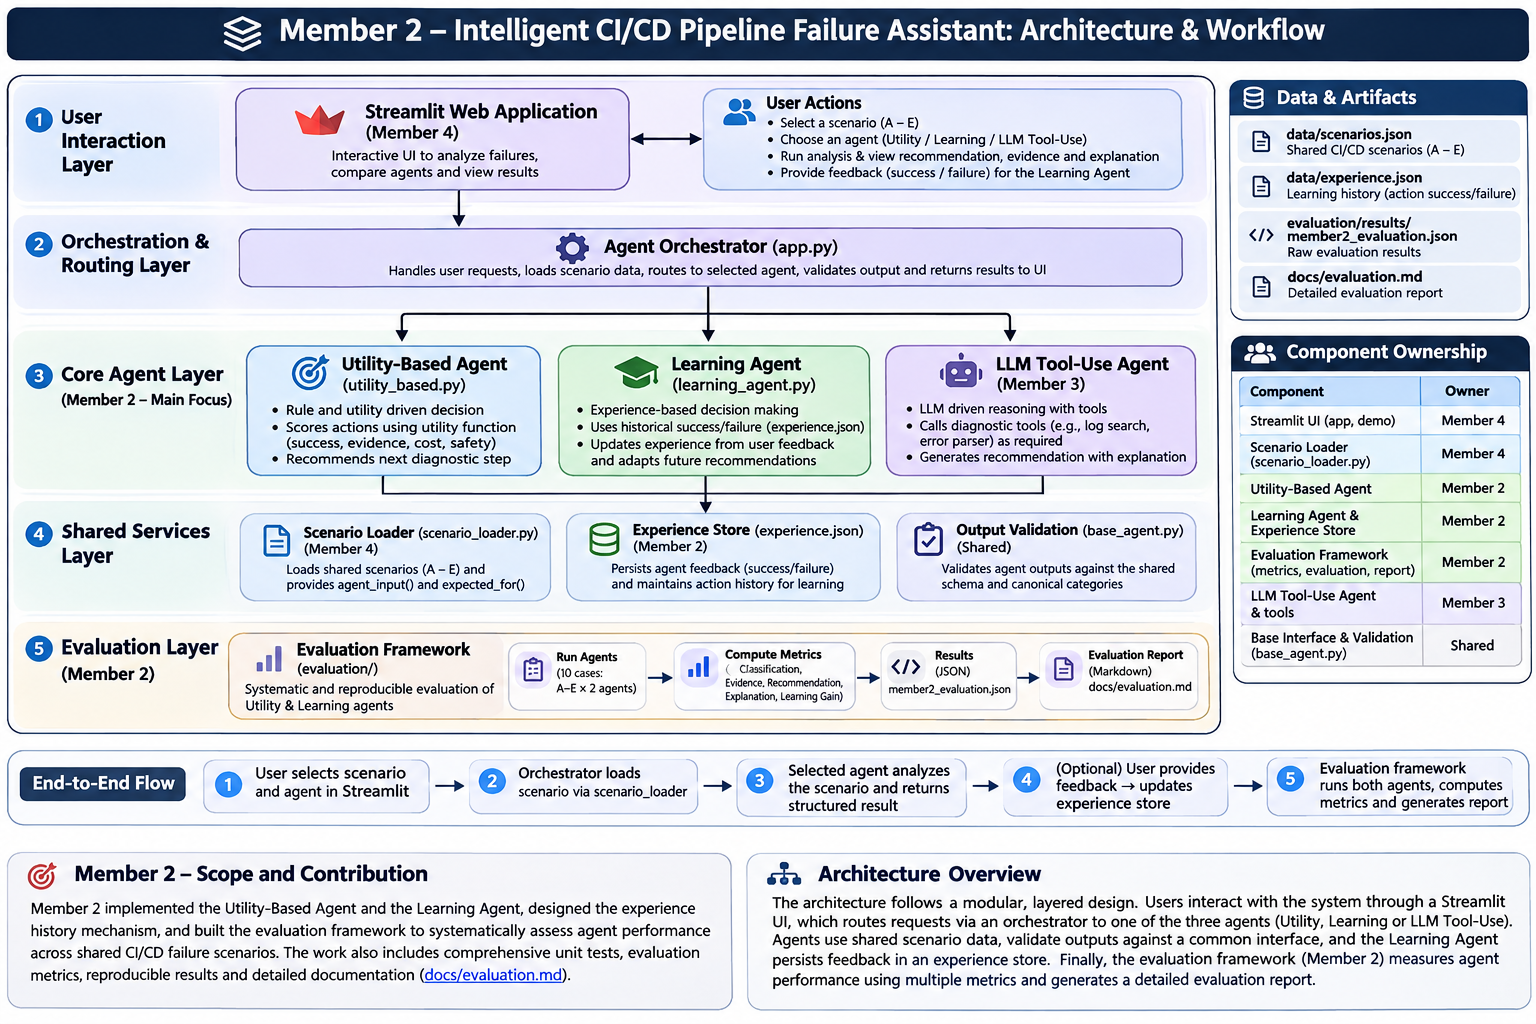 Member 2 – Intelligent CI/CD Pipeline Failure Assistant: Architecture & Workflow
1
User
Interaction
Layer
Streamlit Web Application
(Member 4)
Interactive UI to analyze failures,
compare agents and view results
User Actions
• Select a scenario (A – E)
• Choose an agent (Utility / Learning / LLM Tool-Use)
• Run analysis & view recommendation, evidence and explanation
• Provide feedback (success / failure) for the Learning Agent
2
Orchestration &
Routing Layer
Agent Orchestrator (app.py)
Handles user requests, loads scenario data, routes to selected agent, validates output and returns results to UI
3
Core Agent Layer
(Member 2 – Main Focus)
Utility-Based Agent
(utility_based.py)
• Rule and utility driven decision
• Scores actions using utility function
(success, evidence, cost, safety)
• Recommends next diagnostic step
Learning Agent
(learning_agent.py)
• Experience-based decision making
• Uses historical success/failure (experience.json)
• Updates experience from user feedback
and adapts future recommendations
LLM Tool-Use Agent
(Member 3)
• LLM driven reasoning with tools
• Calls diagnostic tools (e.g., log search,
error parser) as required
• Generates recommendation with explanation
4
Shared Services
Layer
Scenario Loader (scenario_loader.py)
(Member 4)
Loads shared scenarios (A – E) and
provides agent_input() and expected_for()
Experience Store (experience.json)
(Member 2)
Persists agent feedback (success/failure)
and maintains action history for learning
Output Validation (base_agent.py)
(Shared)
Validates agent outputs against the shared
schema and canonical categories
5
Evaluation Layer
(Member 2)
Evaluation Framework
(evaluation/)
Systematic and reproducible evaluation of
Utility & Learning agents
Run Agents
(10 cases:
A–E × 2 agents)
Compute Metrics
( Classification,
Evidence, Recommendation,
Explanation, Learning Gain)
</>
Results
(JSON)
member2_evaluation.json
Evaluation Report
(Markdown)
docs/evaluation.md
Data & Artifacts
data/scenarios.json
Shared CI/CD scenarios (A – E)
data/experience.json
Learning history (action success/failure)
</>
evaluation/results/
member2_evaluation.json
Raw evaluation results
docs/evaluation.md
Detailed evaluation report
Component Ownership
Component Owner
Streamlit UI (app, demo) Member 4
Scenario Loader
(scenario_loader.py) Member 4
Utility-Based Agent Member 2
Learning Agent &
Experience Store Member 2
Evaluation Framework
(metrics, evaluation, report) Member 2
LLM Tool-Use Agent
& tools Member 3
Base Interface & Validation
(base_agent.py) Shared
End-to-End Flow
1
User selects scenario
and agent in Streamlit
2
Orchestrator loads
scenario via scenario_loader
3
Selected agent analyzes
the scenario and returns
structured result
4
(Optional) User provides
feedback → updates
experience store
5
Evaluation framework
runs both agents, computes
metrics and generates report
Member 2 – Scope and Contribution
Member 2 implemented the Utility-Based Agent and the Learning Agent, designed the experience
history mechanism, and built the evaluation framework to systematically assess agent performance
across shared CI/CD failure scenarios. The work also includes comprehensive unit tests, evaluation
metrics, reproducible results and detailed documentation (docs/evaluation.md).
Architecture Overview
The architecture follows a modular, layered design. Users interact with the system through a Streamlit
UI, which routes requests via an orchestrator to one of the three agents (Utility, Learning or LLM Tool-Use).
Agents use shared scenario data, validate outputs against a common interface, and the Learning Agent
persists feedback in an experience store. Finally, the evaluation framework (Member 2) measures agent
performance using multiple metrics and generates a detailed evaluation report.